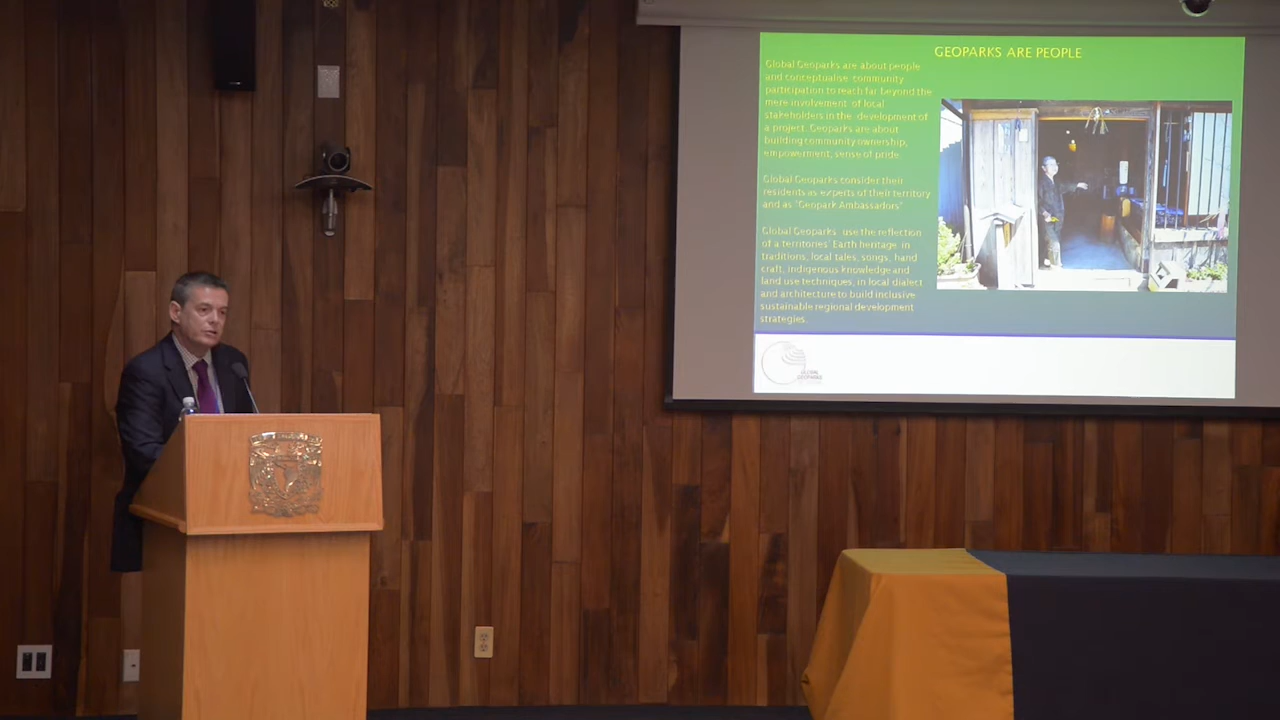 GEOPARKS ARE PEOPLE
Global Geoparks are about people
and conceptualise community
participation to reach far beyond the
mere involvement of local
stakeholders in the development of
a project. Geoparks are about
building community ownership,
empowerment, sense of pride.
Global Geoparks consider their
residents as experts of their territory
and as "Geopark Ambassadors"
Global Geoparks use the reflection
of a territories' Earth heritage in
traditions, local tales, songs, hand
craft, indigenous knowledge and
land use techniques, in local dialect
and architecture to build inclusive
sustainable regional development
strategies.
GLOBAL
GEOPARKS